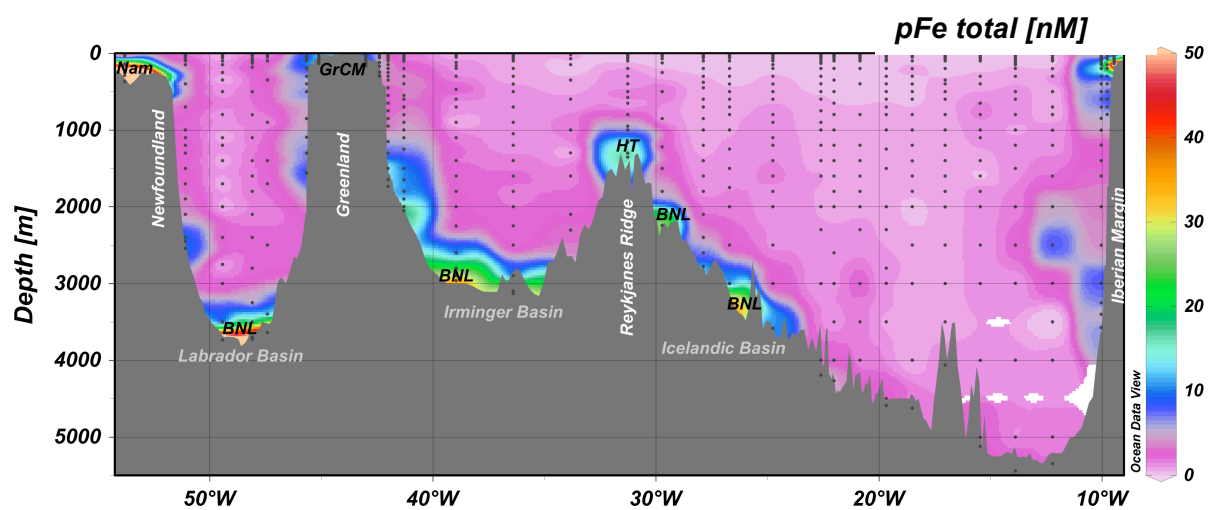 pFe total [nM]
0
1000
2000
3000
4000
5000
Depth [m]
50°W
40°W
30°W
20°W
10°W
Nam
GrCM
HT
BNL
BNL
BNL
BNL
Newfoundland
Greenland
Reykjanes Ridge
Iberian Margin
Labrador Basin
Irminger Basin
Icelandic Basin
Ocean Data View
50
40
30
20
10
0